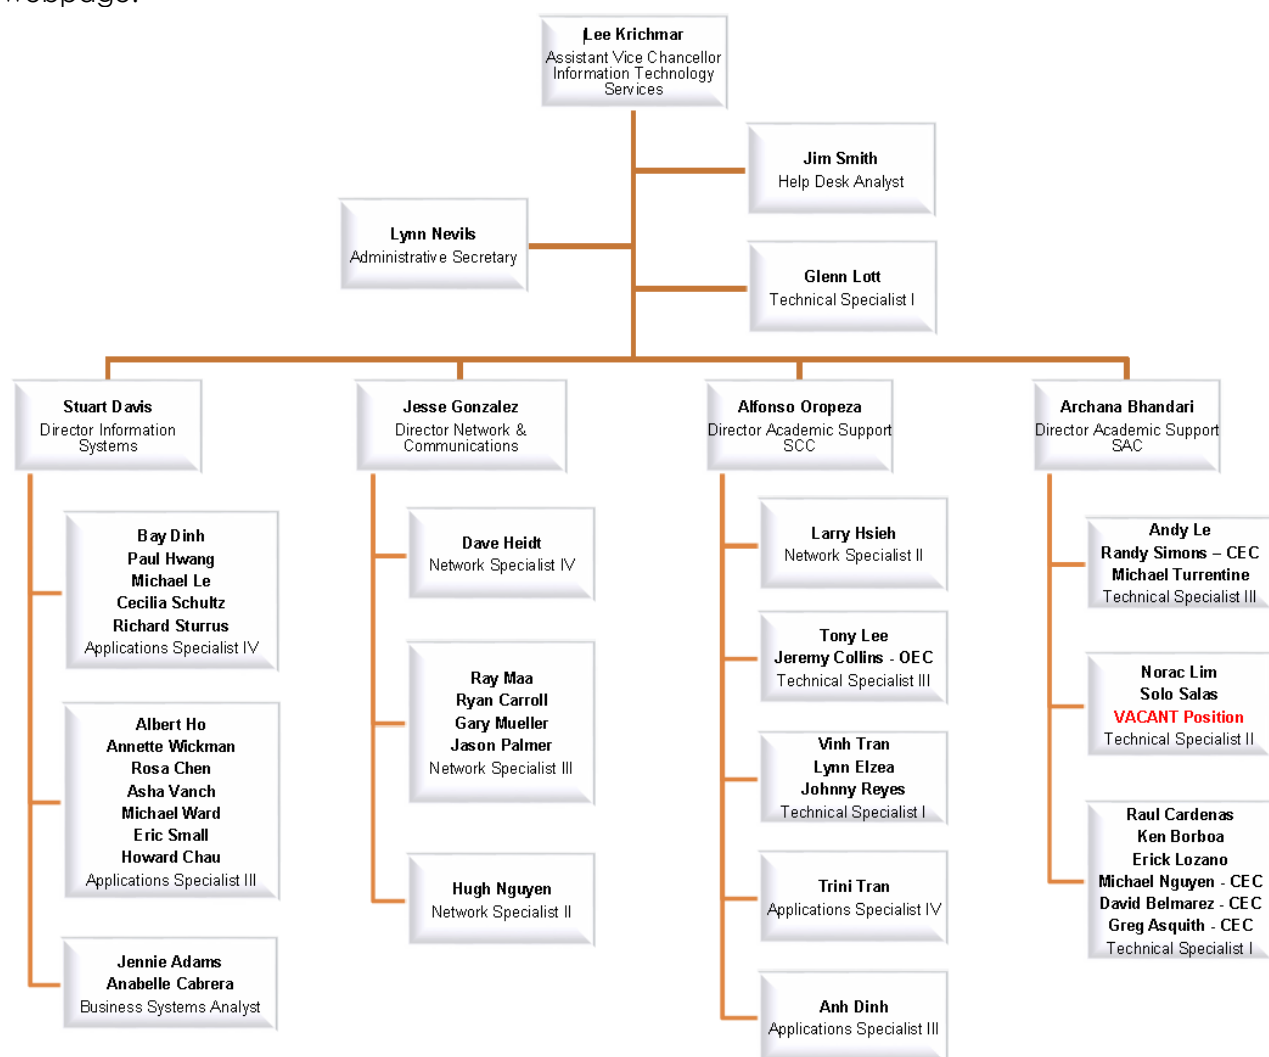 webpage.
Lee Krichmar
Assistant Vice Chancellor
Information Technology
Services
Jim Smith
Help Desk Analyst
Lynn Nevils
Administrative Secretary
Glenn Lott
Technical Specialist I
Stuart Davis
Director Information
Systems
Jesse Gonzalez
Director Network &
Communications
Alfonso Oropeza
Director Academic Support
SCC
Archana Bhandari
Director Academic Support
SAC
Bay Dinh
Paul Hwang
Michael Le
Cecilia Schultz
Richard Sturrus
Applications Specialist IV
Albert Ho
Annette Wickman
Rosa Chen
Asha Vanch
Michael Ward
Eric Small
Howard Chau
Applications Specialist III
Jennie Adams
Anabelle Cabrera
Business Systems Analyst
Dave Heidt
Network Specialist IV
Ray Maa
Ryan Carroll
Gary Mueller
Jason Palmer
Network Specialist III
Hugh Nguyen
Network Specialist II
Larry Hsieh
Network Specialist II
Tony Lee
Jeremy Collins - OEC
Technical Specialist III
Vinh Tran
Lynn Elzea
Johnny Reyes
Technical Specialist I
Trini Tran
Applications Specialist IV
Anh Dinh
Applications Specialist III
Andy Le
Randy Simons – CEC
Michael Turrentine
Technical Specialist III
Norac Lim
Solo Salas
VACANT Position
Technical Specialist II
Raul Cardenas
Ken Borboa
Erick Lozano
Michael Nguyen - CEC
David Belmarez - CEC
Greg Asquith - CEC
Technical Specialist I